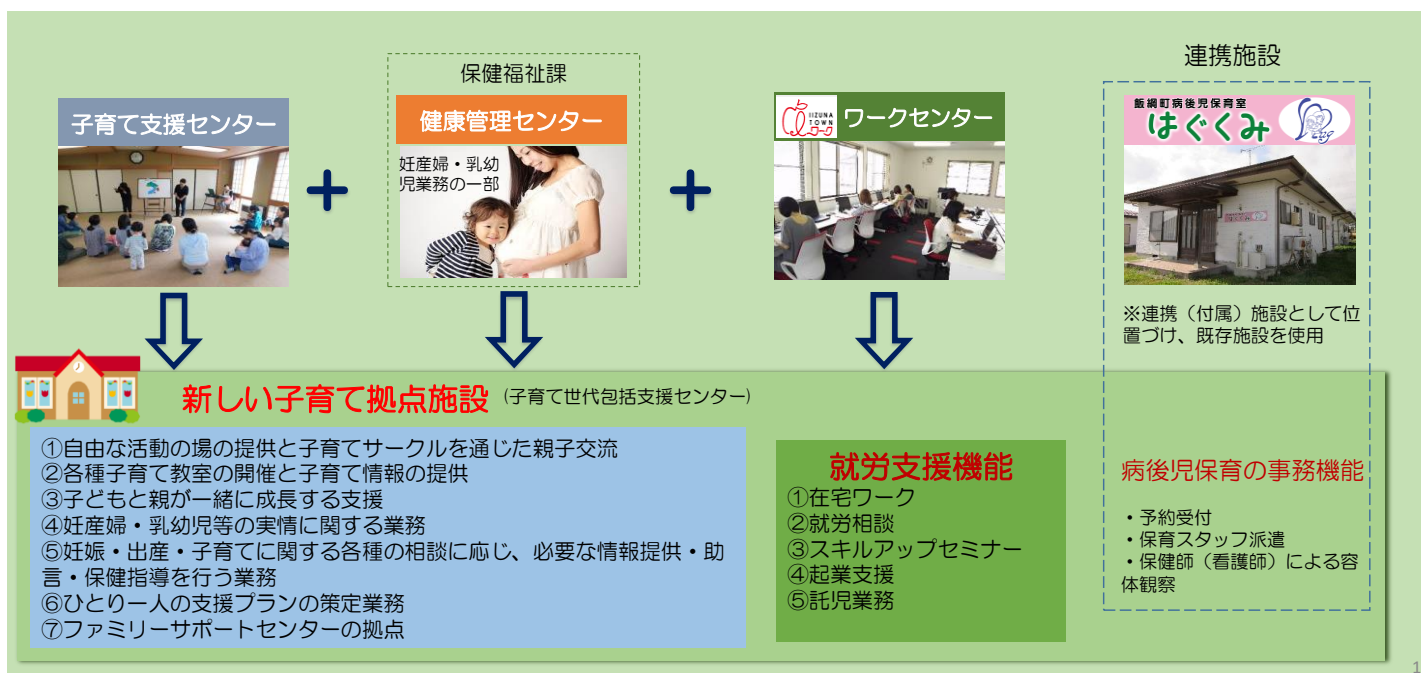 保健福祉課
連携施設
子育て支援センター
健康管理センター
妊産婦・乳幼
児業務の一部
IIZUNA
TOWN
ワーク
ワークセンター
飯綱町病後児保育室
はぐくみ
※連携（付属）施設として位
置づけ、既存施設を使用
新しい子育て拠点施設 (子育て世代包括支援センター)
①自由な活動の場の提供と子育てサークルを通じた親子交流
②各種子育て教室の開催と子育て情報の提供
③子どもと親が一緒に成長する支援
④妊産婦・乳幼児等の実情に関する業務
⑤妊娠・出産・子育てに関する各種の相談に応じ、必要な情報提供・助
言・保健指導を行う業務
⑥ひとり一人の支援プランの策定業務
⑦ファミリーサポートセンターの拠点
就労支援機能
①在宅ワーク
②就労相談
③スキルアップセミナー
④起業支援
⑤託児業務
病後児保育の事務機能
・予約受付
・保育スタッフ派遣
・保健師（看護師）による容
体観察
1